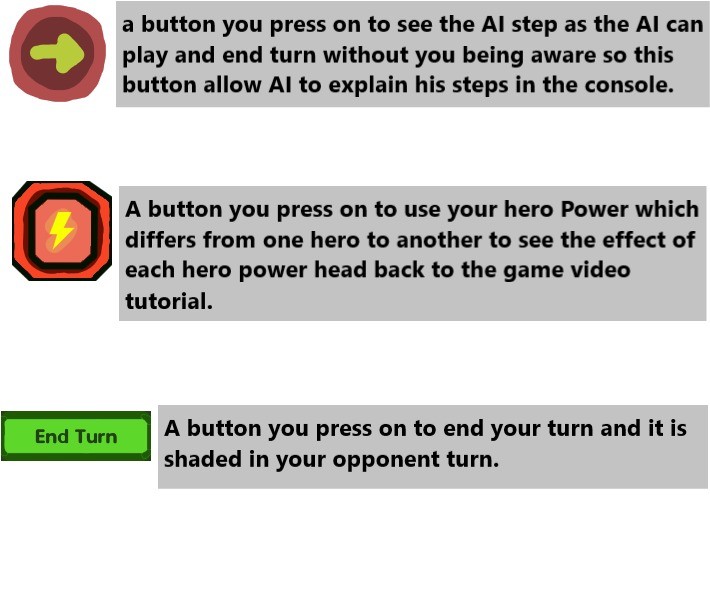 a button you press on to see the AI step as the AI can
play and end turn without you being aware so this
button allow AI to explain his steps in the console.
A button you press on to use your hero Power which
differs from one hero to another to see the effect of
each hero power head back to the game video
tutorial.
End Turn
A button you press on to end your turn and it is
shaded in your opponent turn.